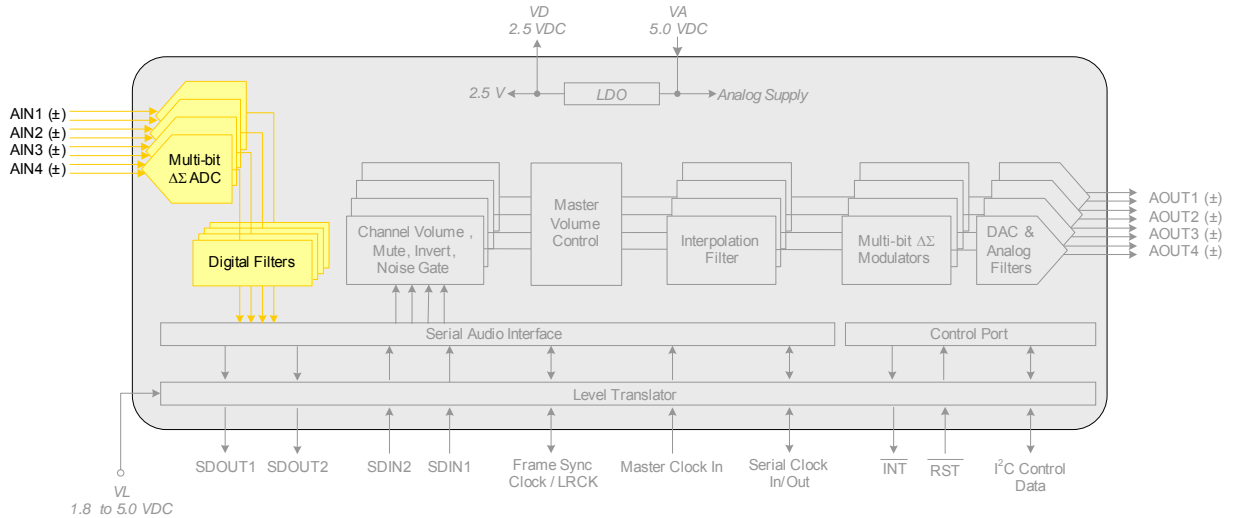 VD
2.5 VDC
VA
5.0 VDC
2.5 V
LDO
Analog Supply
AIN1 (±)
AIN2 (±)
AIN3 (±)
AIN4 (±)
Multi-bit
ΔΣ ADC
Digital Filters
Channel Volume ,
Mute, Invert,
Noise Gate
Master
Volume
Control
Interpolation
Filter
Multi-bit ΔΣ
Modulators
DAC &
Analog
Filters
AOUT1 (±)
AOUT2 (±)
AOUT3 (±)
AOUT4 (±)
Serial Audio Interface
Control Port
Level Translator
SDOUT1
SDOUT2
SDIN2
SDIN1
Frame Sync
Clock / LRCK
Master Clock In
Serial Clock
In/Out
INT
RST
I²C Control
Data
VL
1.8 to 5.0 VDC